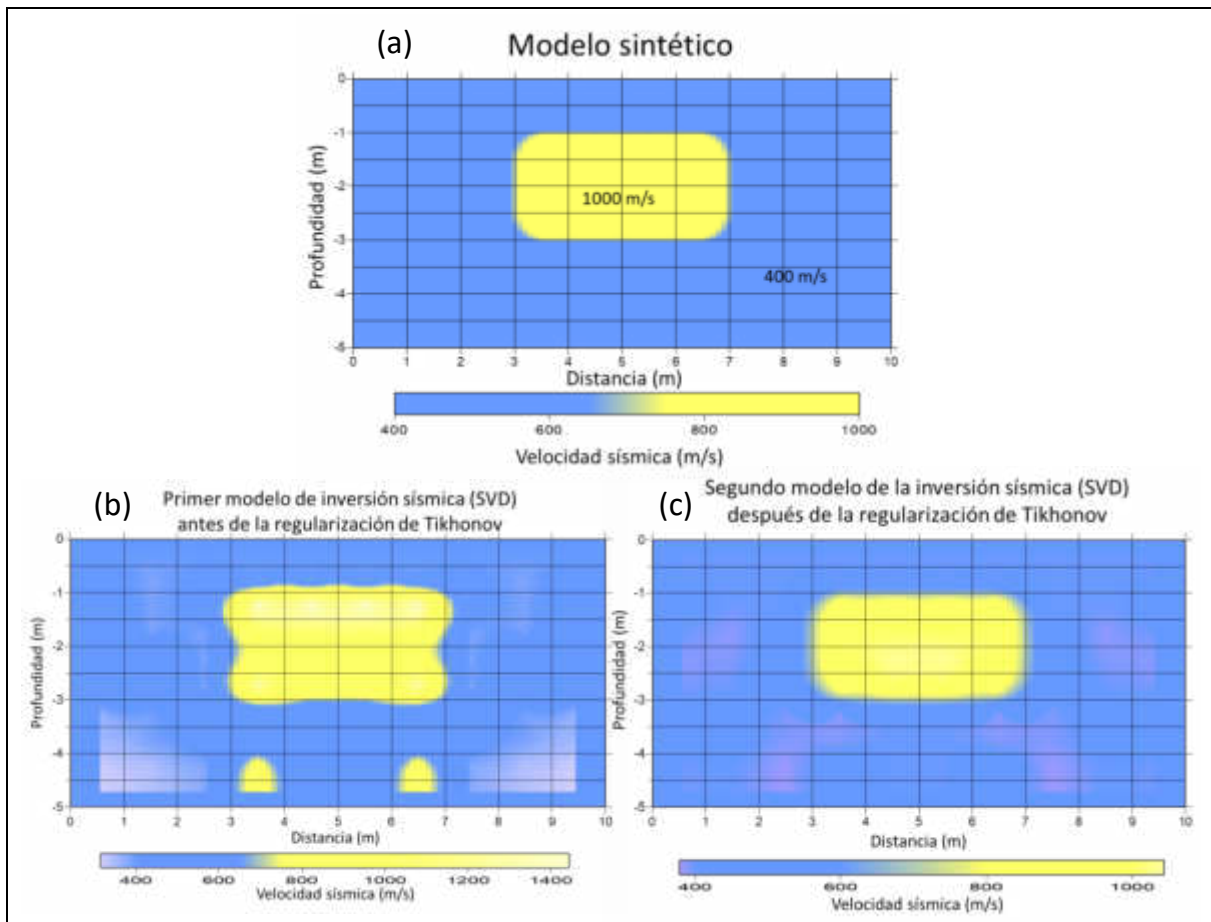 (a)
Modelo sintético
0
-1
-2
-3
-4
-5
Profundidad (m)
1000 m/s
400 m/s
0 1 2 3 4 5 6 7 8 9 10
Distancia (m)
400 600 800 1000
Velocidad sísmica (m/s)
(b)
Primer modelo de inversión sísmica (SVD)
antes de la regularización de Tikhonov
0
-1
-2
-3
-4
-5
Profundidad (m)
0 1 2 3 4 5 6 7 8 9 10
Distancia (m)
400 600 800 1000 1200 1400
Velocidad sísmica (m/s)
(c)
Segundo modelo de la inversión sísmica (SVD)
después de la regularización de Tikhonov
0
-1
-2
-3
-4
-5
Profundidad (m)
0 1 2 3 4 5 6 7 8 9 10
Distancia (m)
400 600 800 1000
Velocidad sísmica (m/s)